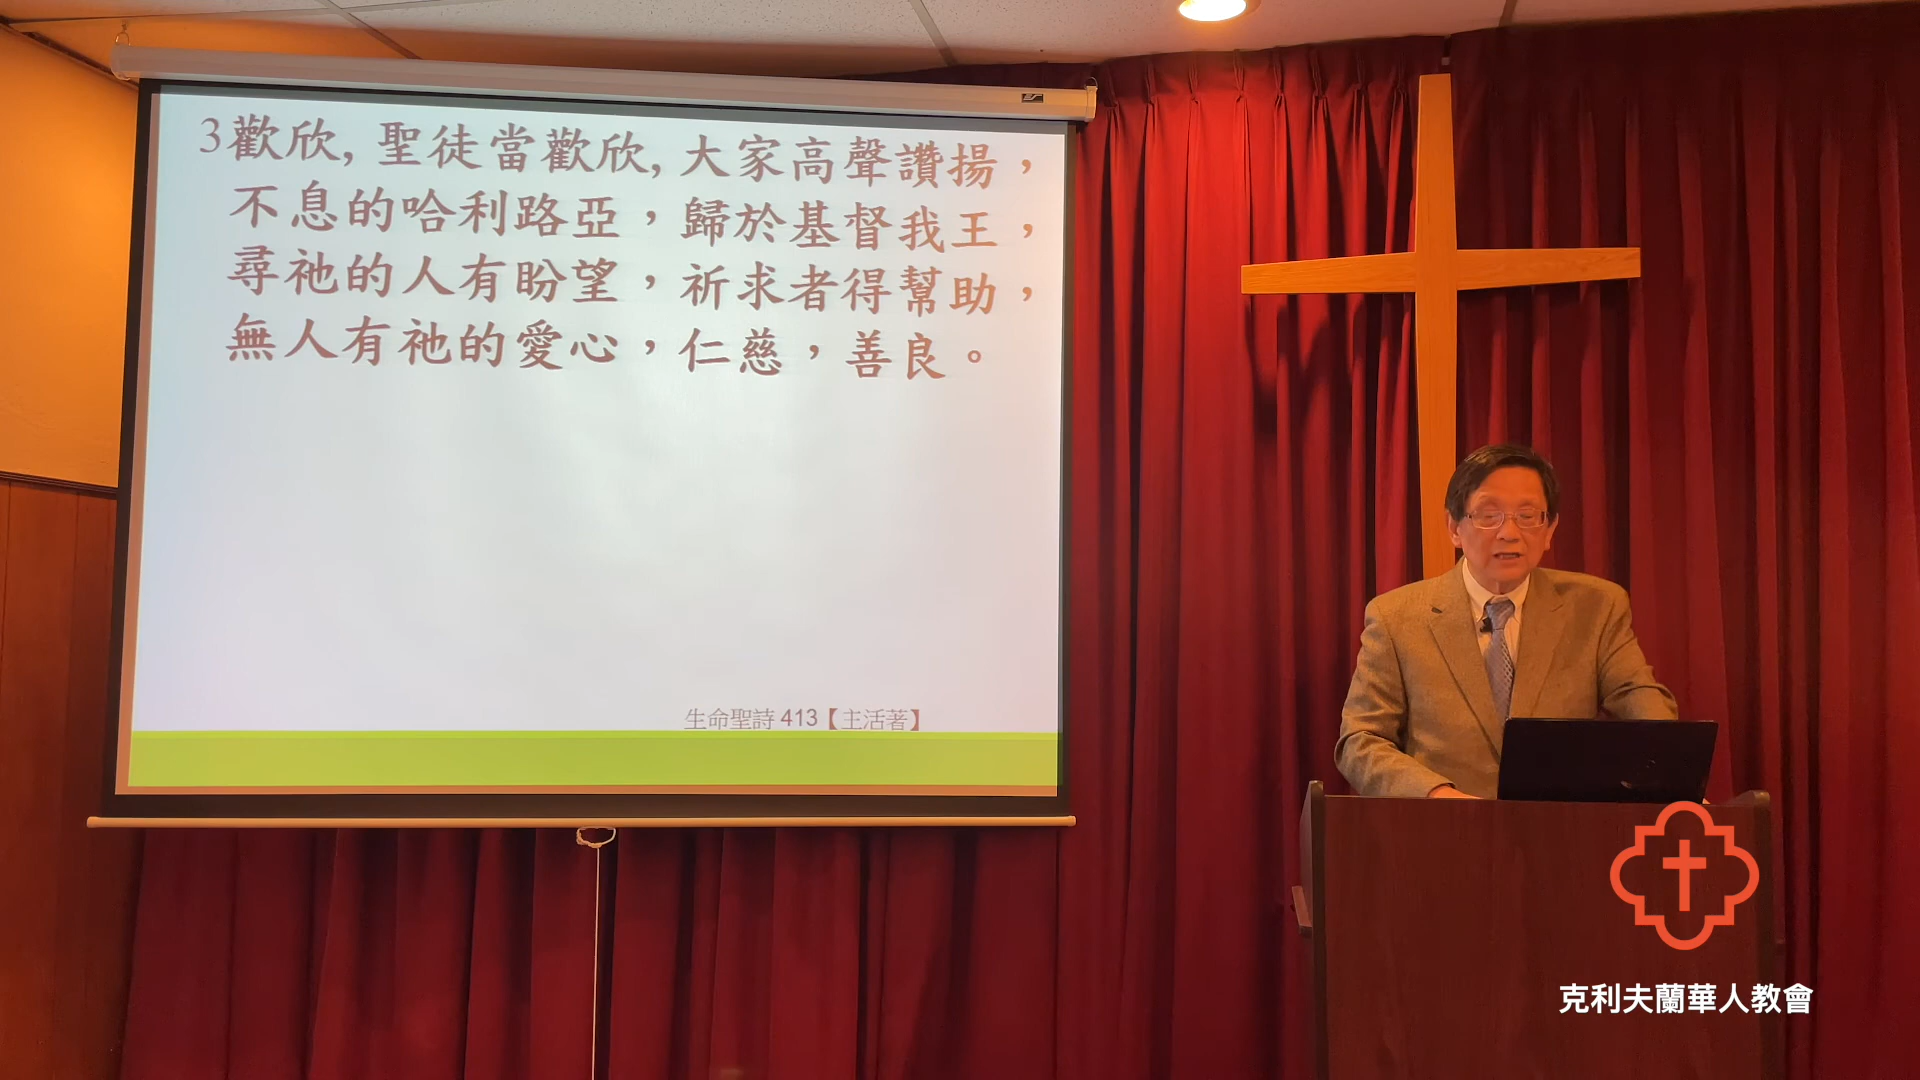 3歡欣, 聖徒當歡欣, 大家高聲讚揚，
不息的哈利路亞，歸於基督我王，
尋祂的人有盼望，祈求者得幫助，
無人有祂的愛心，仁慈，善良。
生命聖詩 413【主活著】
克利夫蘭華人教會